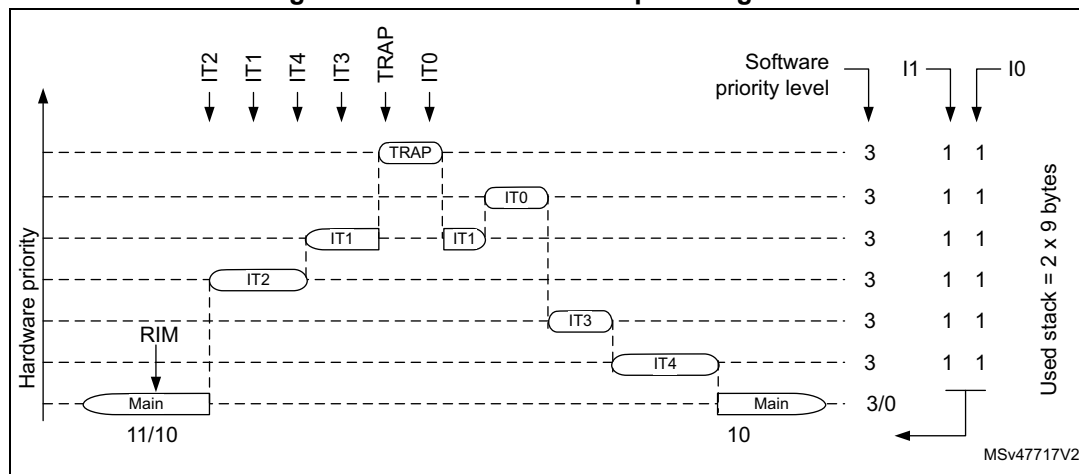 IT2
IT1
IT4
IT3
TRAP
IT0
Software
priority level
I1
I0
Hardware priority
TRAP
3 1 1
IT0
3 1 1
IT1
IT1
3 1 1
IT2
3 1 1
RIM
IT3
3 1 1
IT4
3 1 1
Main
Main
3/0
11/10
10
Used stack = 2 x 9 bytes
MSv47717V2